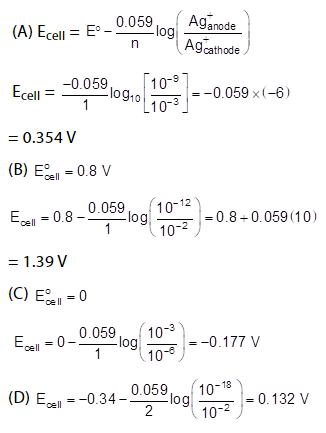 (A) Ecell = E° − 0.059/n log(Ag⁺anode/Ag⁺cathode)
Ecell = −0.059/1 log₁₀[10⁻⁹/10⁻³] = −0.059 × (−6)
= 0.354 V
(B) E°cell = 0.8 V
Ecell = 0.8 − 0.059/1 log(10⁻¹²/10⁻²) = 0.8 + 0.059 (10)
= 1.39 V
(C) E°cell = 0
Ecell = 0 − 0.059/1 log(10⁻³/10⁻⁶) = −0.177 V
(D) Ecell = −0.34 − 0.059/2 log(10⁻¹⁸/10⁻²) = 0.132 V